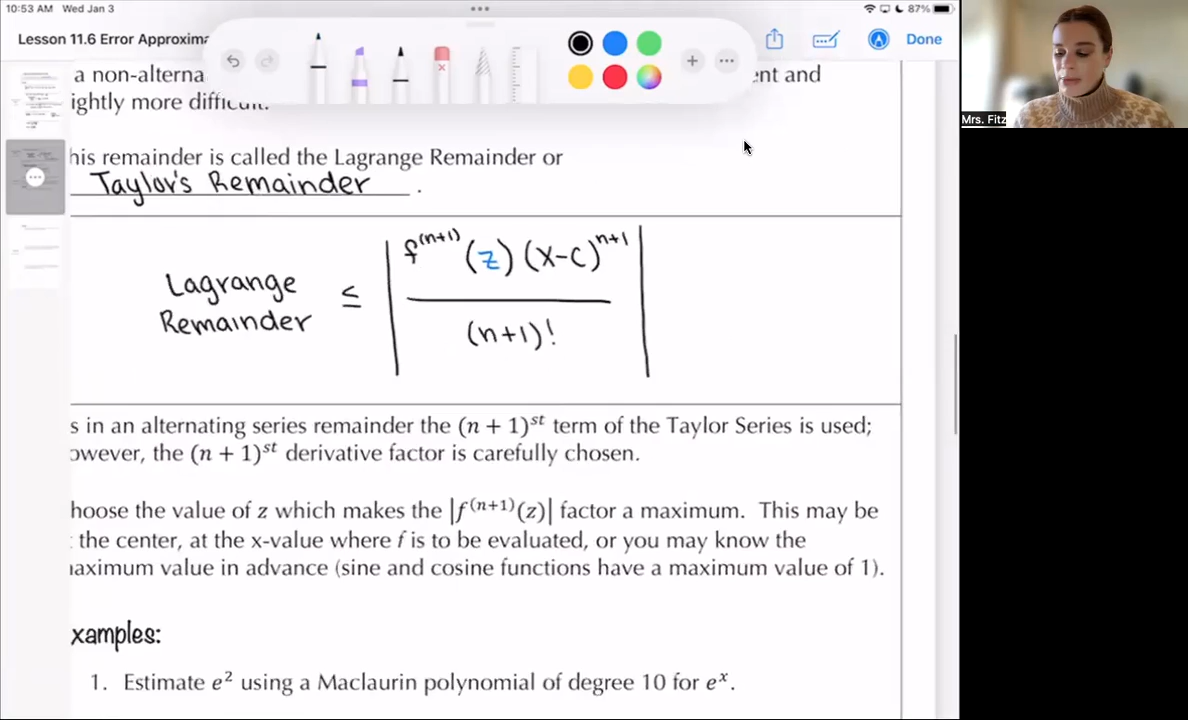 10:53 AM Wed Jan 3
87%
Lesson 11.6 Error Approxima
Done
a non-alterna ent and
ightly more difficult.
his remainder is called the Lagrange Remainder or
Taylor's Remainder .
Lagrange Remainder ≤ | f^(n+1) (z) (x-c)^n+1 / (n+1)! |
s in an alternating series remainder the (n + 1)^st term of the Taylor Series is used;
owever, the (n + 1)^st derivative factor is carefully chosen.
hoose the value of z which makes the |f^(n+1)(z)| factor a maximum. This may be
the center, at the x-value where f is to be evaluated, or you may know the
aximum value in advance (sine and cosine functions have a maximum value of 1).
xamples:
1. Estimate e^2 using a Maclaurin polynomial of degree 10 for e^x.
Mrs. Fitz